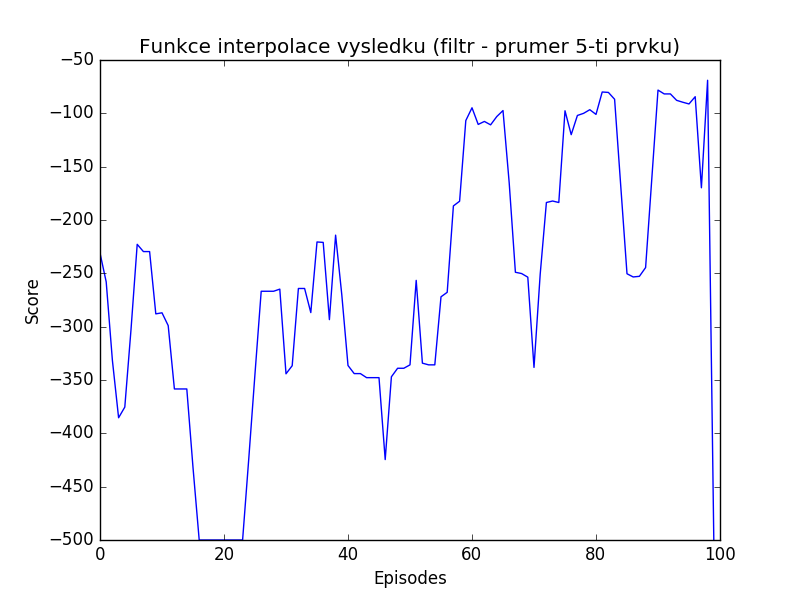 Funkce interpolace vysledku (filtr - prumer 5-ti prvku)
−50
−100
−150
−200
−250
−300
−350
−400
−450
−500
Score
0 20 40 60 80 100
Episodes